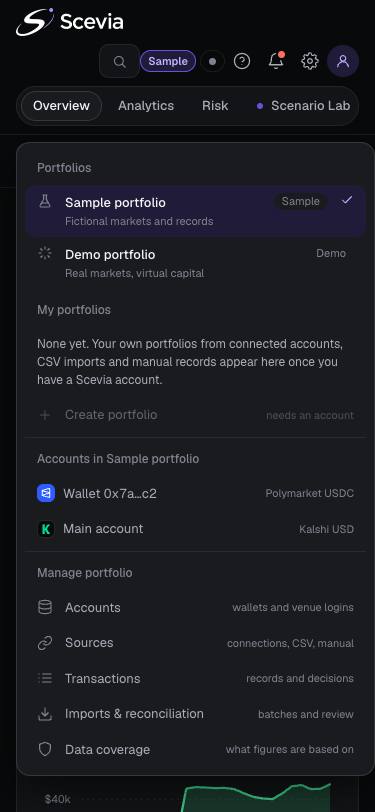 Scevia
Sample
Overview Analytics Risk Scenario Lab
Portfolios
Sample portfolio Sample
Fictional markets and records
Demo portfolio Demo
Real markets, virtual capital
My portfolios
None yet. Your own portfolios from connected accounts,
CSV imports and manual records appear here once you
have a Scevia account.
Create portfolio needs an account
Accounts in Sample portfolio
Wallet 0x7a…c2 Polymarket USDC
K Main account Kalshi USD
Manage portfolio
Accounts wallets and venue logins
Sources connections, CSV, manual
Transactions records and decisions
Imports & reconciliation batches and review
Data coverage what figures are based on
$40k